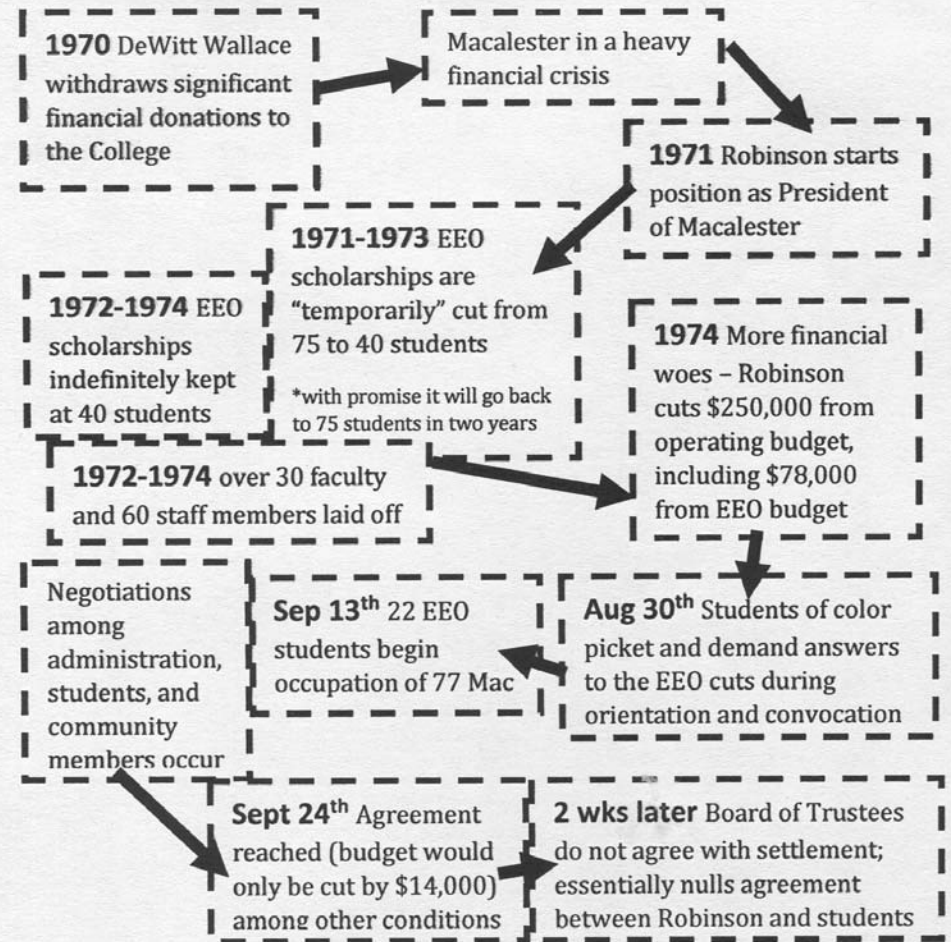 1970 DeWitt Wallace
withdraws significant
financial donations to
the College
Macalester in a heavy
financial crisis
1971 Robinson starts
position as President
of Macalester
1971-1973 EEO
scholarships are
"temporarily" cut from
75 to 40 students
*with promise it will go back
to 75 students in two years
1972-1974 EEO
scholarships
indefinitely kept
at 40 students
1972-1974 over 30 faculty
and 60 staff members laid off
1974 More financial
woes – Robinson
cuts $250,000 from
operating budget,
including $78,000
from EEO budget
Aug 30th Students of color
picket and demand answers
to the EEO cuts during
orientation and convocation
Sep 13th 22 EEO
students begin
occupation of 77 Mac
Negotiations
among
administration,
students, and
community
members occur
Sept 24th Agreement
reached (budget would
only be cut by $14,000)
among other conditions
2 wks later Board of Trustees
do not agree with settlement;
essentially nulls agreement
between Robinson and students